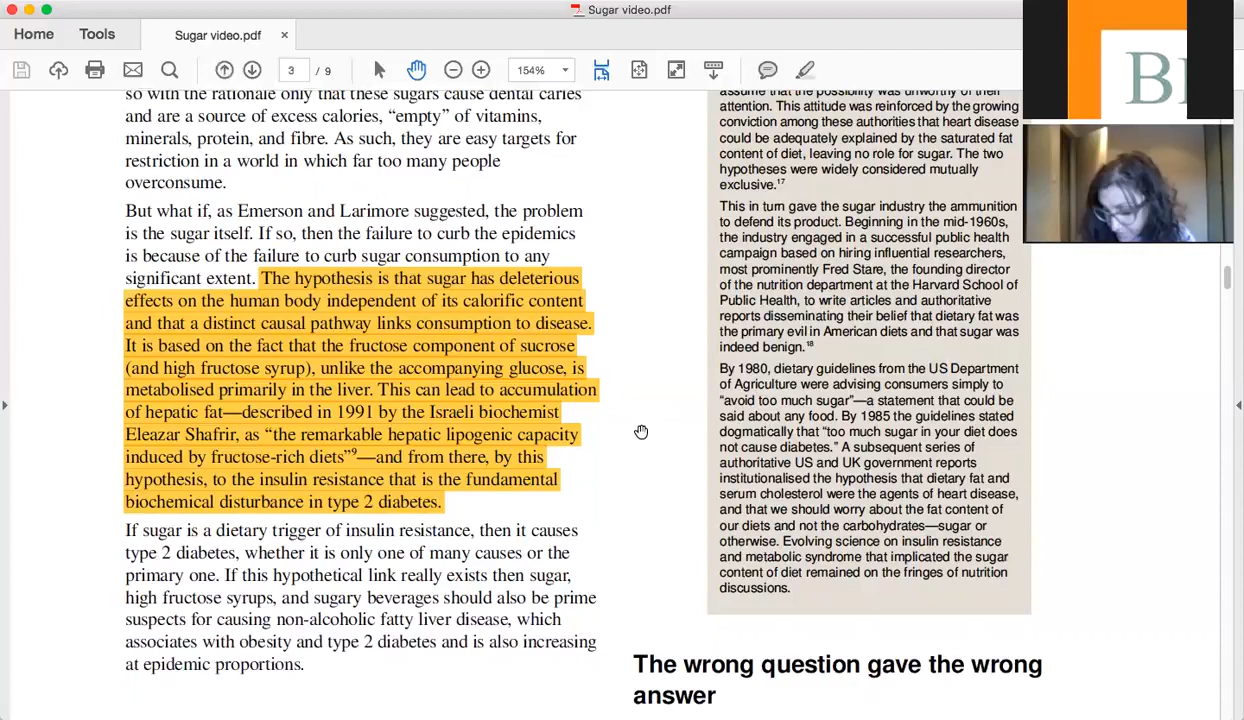 Sugar video.pdf
Home
Tools
Sugar video.pdf
×
3 / 9
154%
so with the rationale only that these sugars cause dental caries
and are a source of excess calories, “empty” of vitamins,
minerals, protein, and fibre. As such, they are easy targets for
restriction in a world in which far too many people
overconsume.
But what if, as Emerson and Larimore suggested, the problem
is the sugar itself. If so, then the failure to curb the epidemics
is because of the failure to curb sugar consumption to any
significant extent. The hypothesis is that sugar has deleterious
effects on the human body independent of its calorific content
and that a distinct causal pathway links consumption to disease.
It is based on the fact that the fructose component of sucrose
(and high fructose syrup), unlike the accompanying glucose, is
metabolised primarily in the liver. This can lead to accumulation
of hepatic fat—described in 1991 by the Israeli biochemist
Eleazar Shafrir, as “the remarkable hepatic lipogenic capacity
induced by fructose-rich diets”9—and from there, by this
hypothesis, to the insulin resistance that is the fundamental
biochemical disturbance in type 2 diabetes.
If sugar is a dietary trigger of insulin resistance, then it causes
type 2 diabetes, whether it is only one of many causes or the
primary one. If this hypothetical link really exists then sugar,
high fructose syrups, and sugary beverages should also be prime
suspects for causing non-alcoholic fatty liver disease, which
associates with obesity and type 2 diabetes and is also increasing
at epidemic proportions.
assume that the possibility was unworthy of their
attention. This attitude was reinforced by the growing
conviction among these authorities that heart disease
could be adequately explained by the saturated fat
content of diet, leaving no role for sugar. The two
hypotheses were widely considered mutually
exclusive.17
This in turn gave the sugar industry the ammunition
to defend its product. Beginning in the mid-1960s,
the industry engaged in a successful public health
campaign based on hiring influential researchers,
most prominently Fred Stare, the founding director
of the nutrition department at the Harvard School of
Public Health, to write articles and authoritative
reports disseminating their belief that dietary fat was
the primary evil in American diets and that sugar was
indeed benign.18
By 1980, dietary guidelines from the US Department
of Agriculture were advising consumers simply to
“avoid too much sugar”—a statement that could be
said about any food. By 1985 the guidelines stated
dogmatically that “too much sugar in your diet does
not cause diabetes.” A subsequent series of
authoritative US and UK government reports
institutionalised the hypothesis that dietary fat and
serum cholesterol were the agents of heart disease,
and that we should worry about the fat content of
our diets and not the carbohydrates—sugar or
otherwise. Evolving science on insulin resistance
and metabolic syndrome that implicated the sugar
content of diet remained on the fringes of nutrition
discussions.
The wrong question gave the wrong
answer